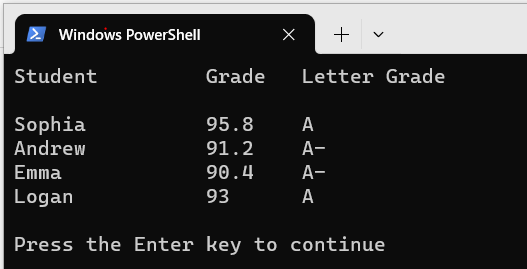 Windows PowerShell
Student Grade Letter Grade
Sophia 95.8 A
Andrew 91.2 A-
Emma 90.4 A-
Logan 93 A
Press the Enter key to continue